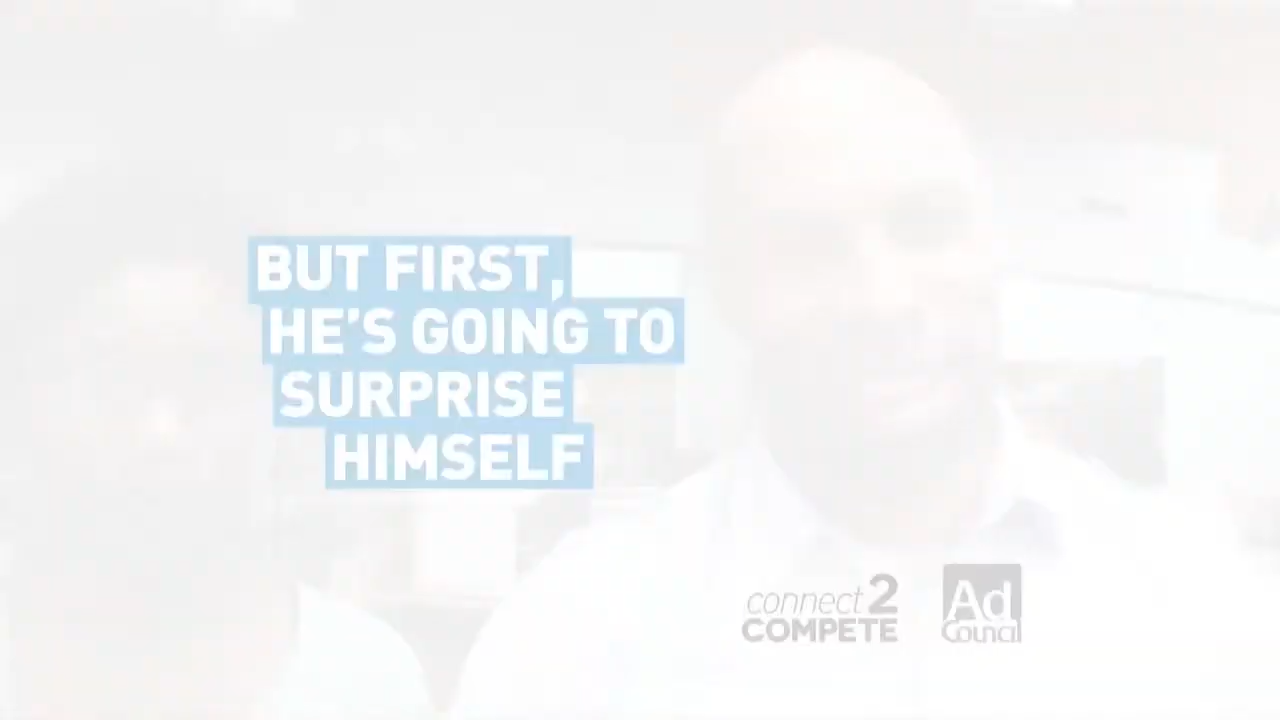 BUT FIRST,
HE'S GOING TO
SURPRISE
HIMSELF
connect2
COMPETE
Ad
Council